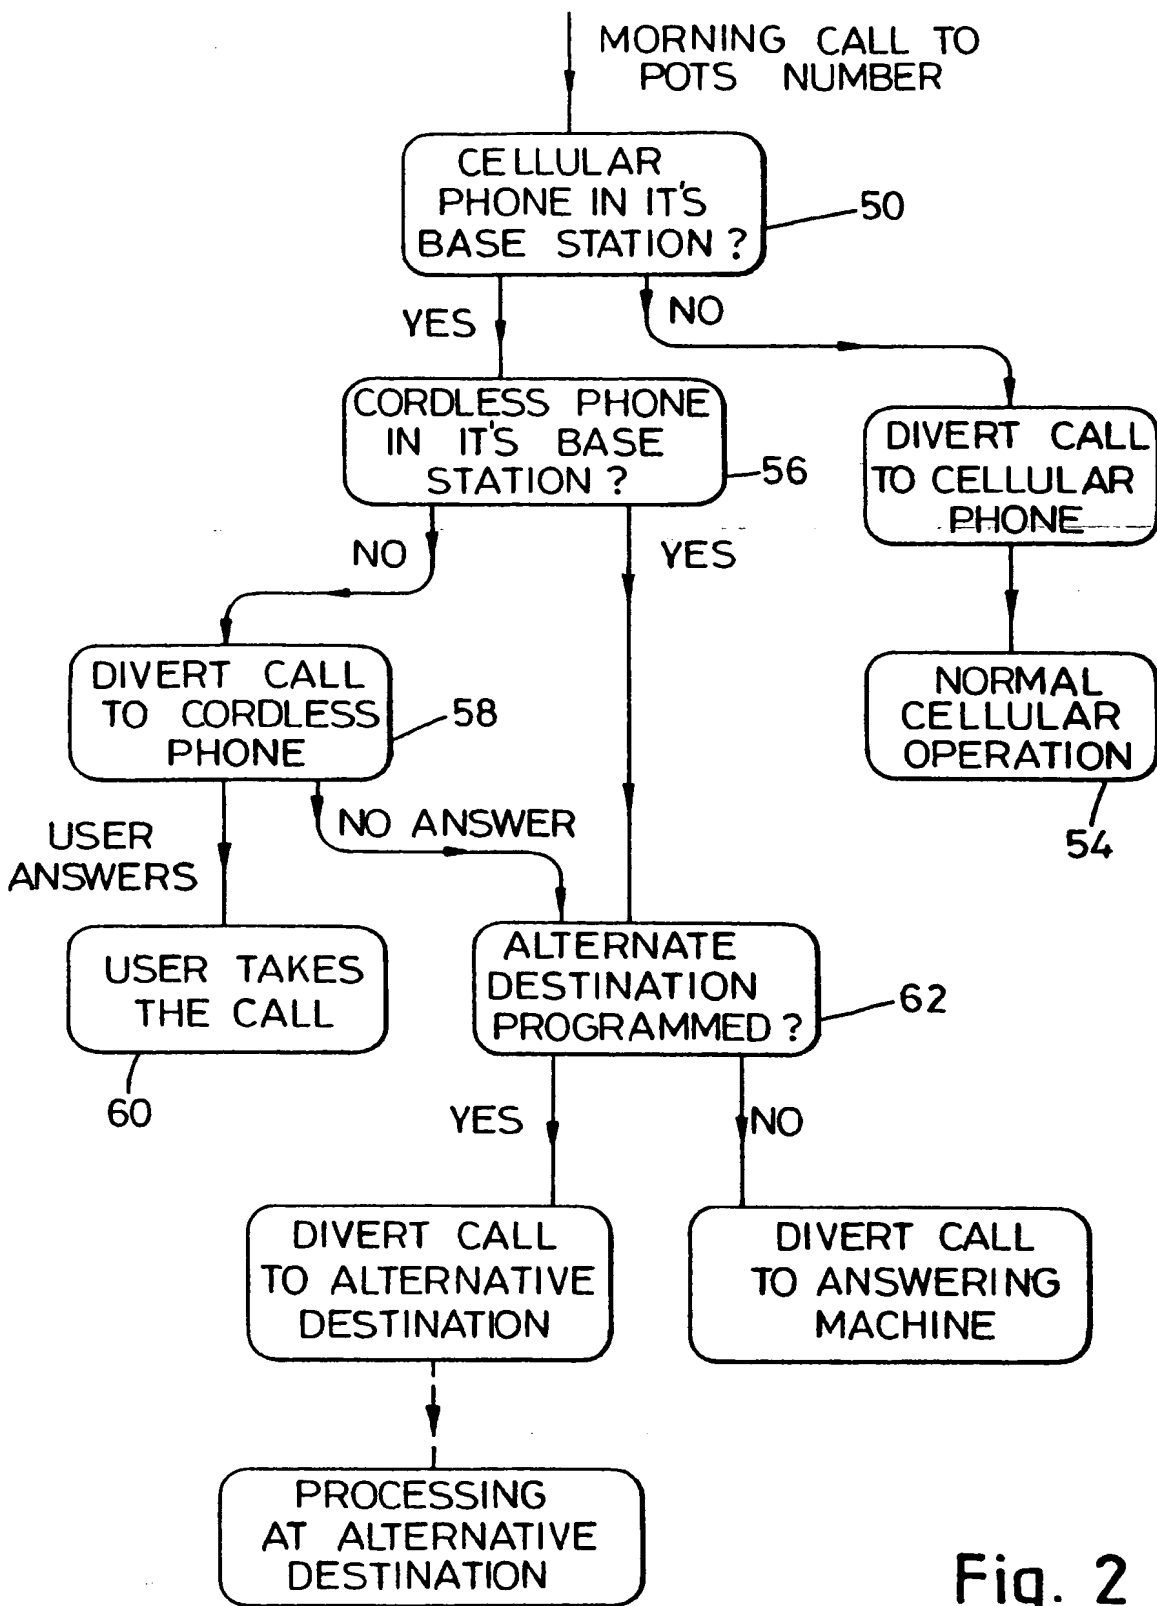 MORNING CALL TO
POTS NUMBER
CELLULAR
PHONE IN IT'S
BASE STATION ?
50
YES
NO
CORDLESS PHONE
IN IT'S BASE
STATION ?
56
DIVERT CALL
TO CELLULAR
PHONE
NO
YES
DIVERT CALL
TO CORDLESS
PHONE
58
NORMAL
CELLULAR
OPERATION
54
USER
ANSWERS
NO ANSWER
USER TAKES
THE CALL
60
ALTERNATE
DESTINATION
PROGRAMMED ?
62
YES
NO
DIVERT CALL
TO ALTERNATIVE
DESTINATION
DIVERT CALL
TO ANSWERING
MACHINE
PROCESSING
AT ALTERNATIVE
DESTINATION
Fig. 2